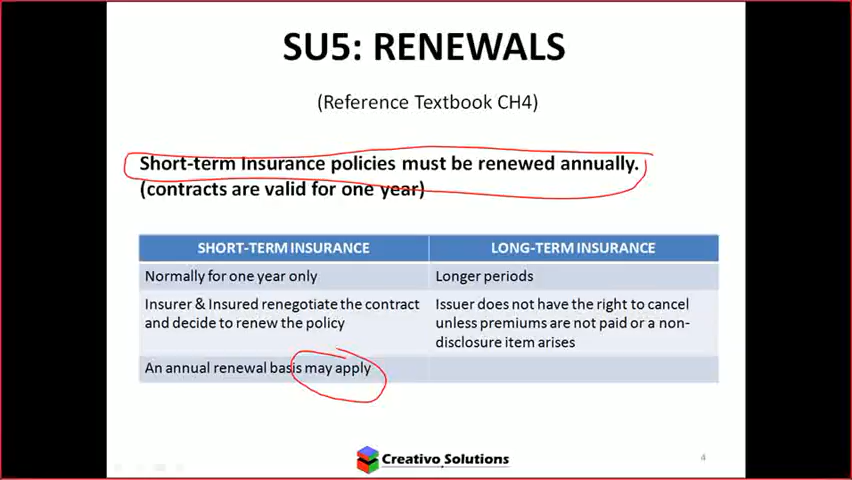 SU5: RENEWALS
(Reference Textbook CH4)
Short-term Insurance policies must be renewed annually.
(contracts are valid for one year)
SHORT-TERM INSURANCE
LONG-TERM INSURANCE
Normally for one year only
Longer periods
Insurer & Insured renegotiate the contract
and decide to renew the policy
Issuer does not have the right to cancel
unless premiums are not paid or a non-
disclosure item arises
An annual renewal basis may apply
Creativo Solutions
4